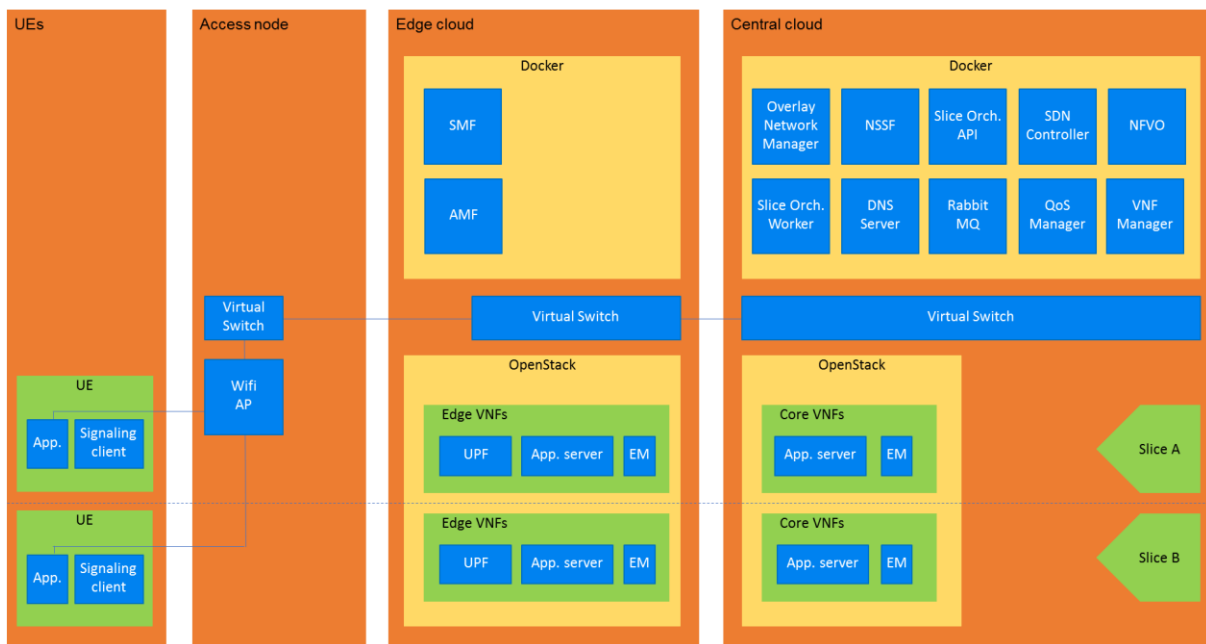 UEs
Access node
Edge cloud
Central cloud
Docker
Docker
SMF
Overlay
Network
Manager
NSSF
Slice Orch.
API
SDN
Controller
NFVO
AMF
Slice Orch.
Worker
DNS
Server
Rabbit
MQ
QoS
Manager
VNF
Manager
Virtual
Switch
Virtual Switch
Virtual Switch
OpenStack
OpenStack
Wifi
AP
UE
App.
Signaling
client
Edge VNFs
UPF
App. server
EM
Core VNFs
App. server
EM
Slice A
UE
App.
Signaling
client
Edge VNFs
UPF
App. server
EM
Core VNFs
App. server
EM
Slice B